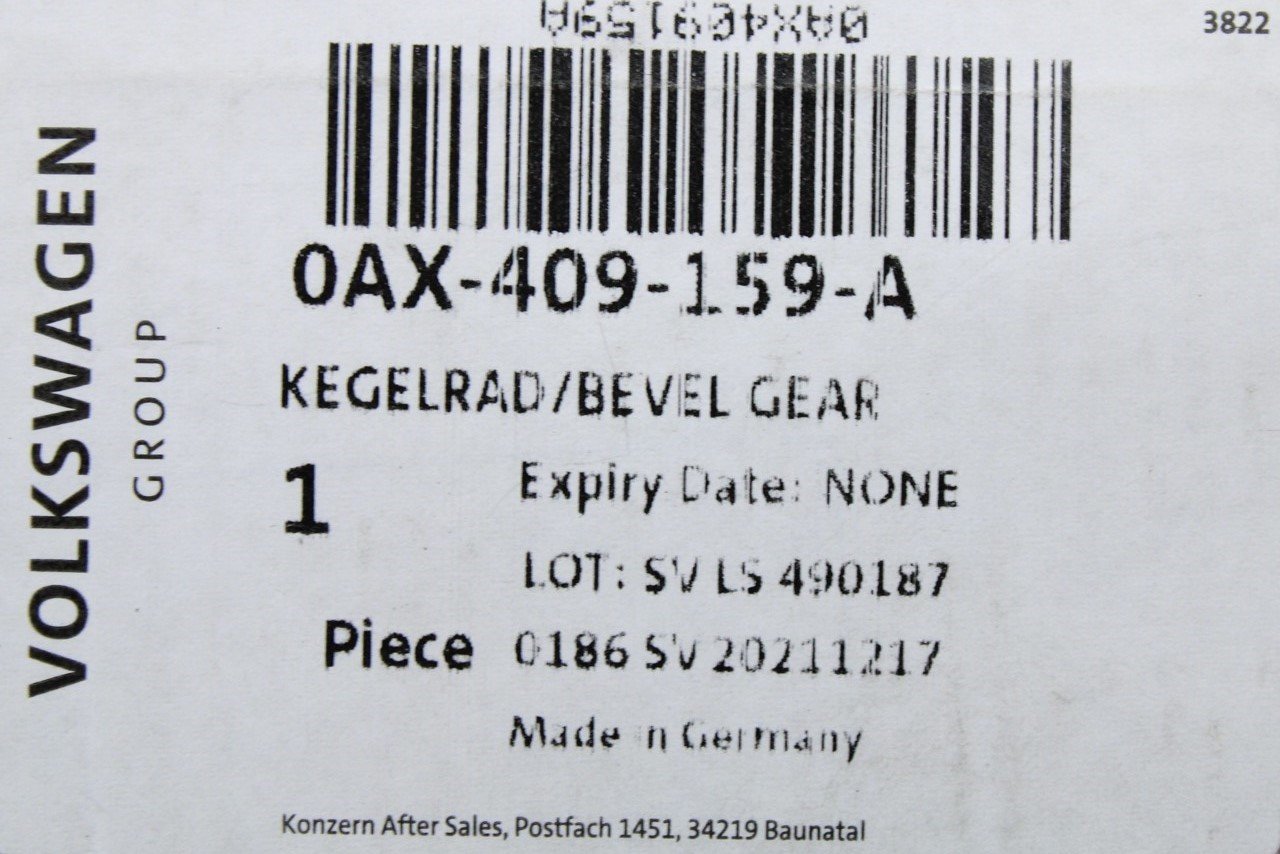 0AX409159A
3822
VOLKSWAGEN
GROUP
0AX-409-159-A
KEGELRAD/BEVEL GEAR
1
Expiry Date: NONE
LOT: SV LS 490187
Piece
0186 SV 20211217
Made in Germany
Konzern After Sales, Postfach 1451, 34219 Baunatal